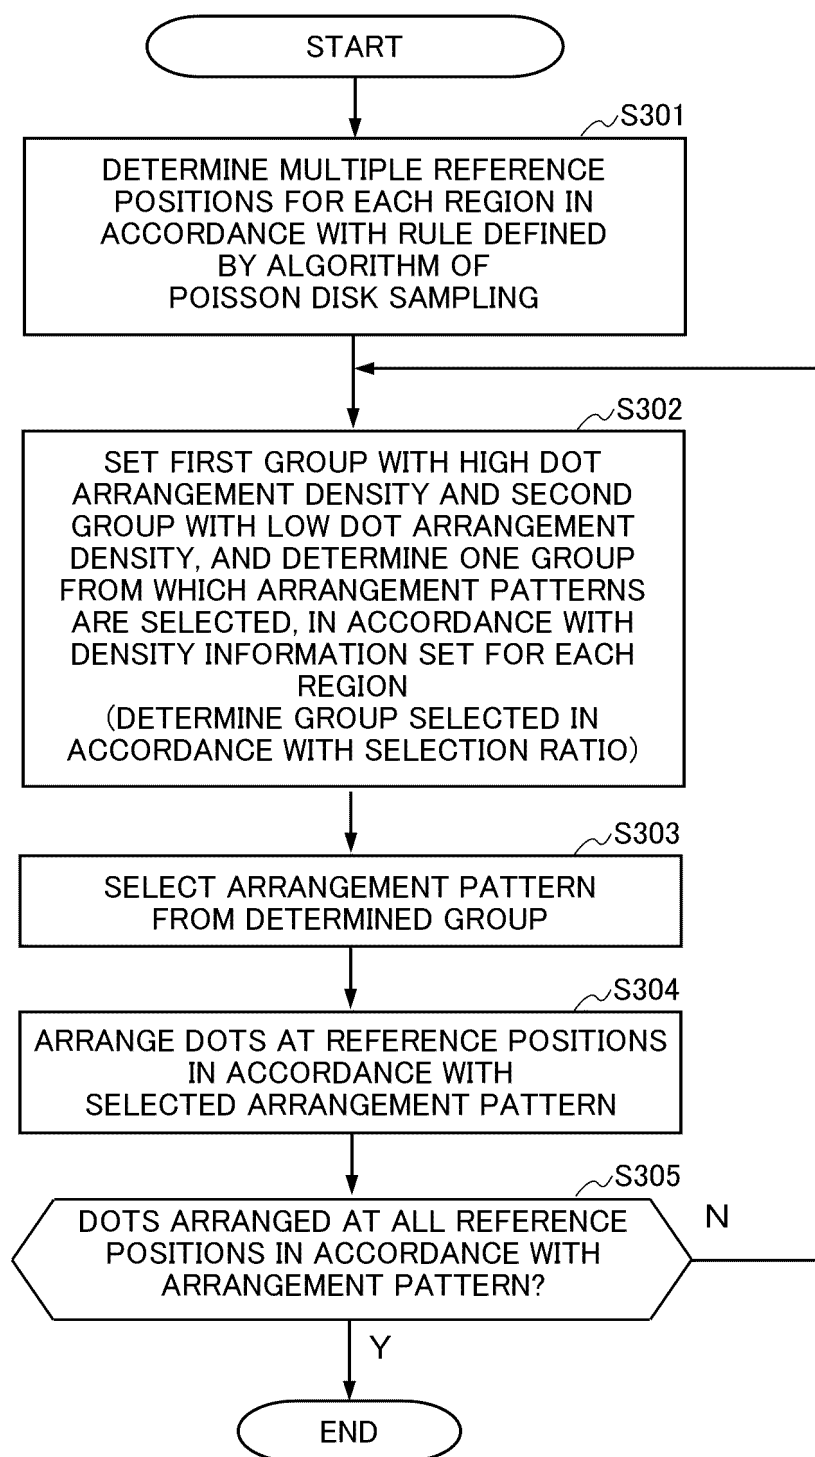 START
S301
DETERMINE MULTIPLE REFERENCE
POSITIONS FOR EACH REGION IN
ACCORDANCE WITH RULE DEFINED
BY ALGORITHM OF
POISSON DISK SAMPLING
S302
SET FIRST GROUP WITH HIGH DOT
ARRANGEMENT DENSITY AND SECOND
GROUP WITH LOW DOT ARRANGEMENT
DENSITY, AND DETERMINE ONE GROUP
FROM WHICH ARRANGEMENT PATTERNS
ARE SELECTED, IN ACCORDANCE WITH
DENSITY INFORMATION SET FOR EACH
REGION
(DETERMINE GROUP SELECTED IN
ACCORDANCE WITH SELECTION RATIO)
S303
SELECT ARRANGEMENT PATTERN
FROM DETERMINED GROUP
S304
ARRANGE DOTS AT REFERENCE POSITIONS
IN ACCORDANCE WITH
SELECTED ARRANGEMENT PATTERN
S305
DOTS ARRANGED AT ALL REFERENCE
POSITIONS IN ACCORDANCE WITH
ARRANGEMENT PATTERN?
N
Y
END